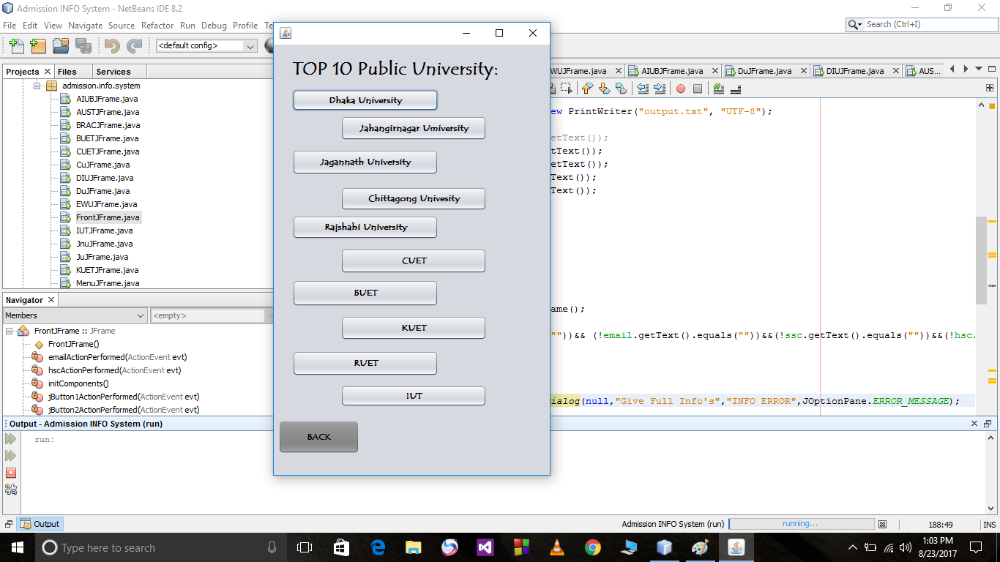 Admission INFO System - NetBeans IDE 8.2
File Edit View Navigate Source Refactor Run Debug Profile
Search (Ctrl+I)
<default config>
Projects Files Services
admission.info.system
AIUBJFrame.java
AUSTJFrame.java
BRACJFrame.java
BUETJFrame.java
CUETJFrame.java
CuJFrame.java
DIUJFrame.java
DuJFrame.java
EWUJFrame.java
FrontJFrame.java
IUTJFrame.java
JnuJFrame.java
JuJFrame.java
KUETJFrame.java
MenuJFrame.java
Navigator
Members <empty>
FrontJFrame :: JFrame
FrontJFrame()
emailActionPerformed(ActionEvent evt)
hscActionPerformed(ActionEvent evt)
initComponents()
jButton1ActionPerformed(ActionEvent evt)
jButton2ActionPerformed(ActionEvent evt)
TOP 10 Public University:
Dhaka University
Jahangirnagar Umiversity
Jagannath University
Chittagong Univesity
Rajshahi University
CUET
BUET
KUET
RUET
IUT
BACK
WUJFrame.java AIUBJFrame.java DuJFrame.java DIUJFrame.java AUS...
ew PrintWriter("output.txt", "UTF-8");
etText());
tText());
etText());
Text());
Text());
ame();
""))&& (!email.getText().equals(""))&&(!ssc.getText().equals(""))&&(!hsc.
ialog(null,"Give Full Info's","INFO ERROR",JOptionPane.ERROR_MESSAGE);
Output - Admission INFO System (run)
run:
Output
Admission INFO System (run) running... 188:49 INS
Type here to search
1:03 PM
8/23/2017